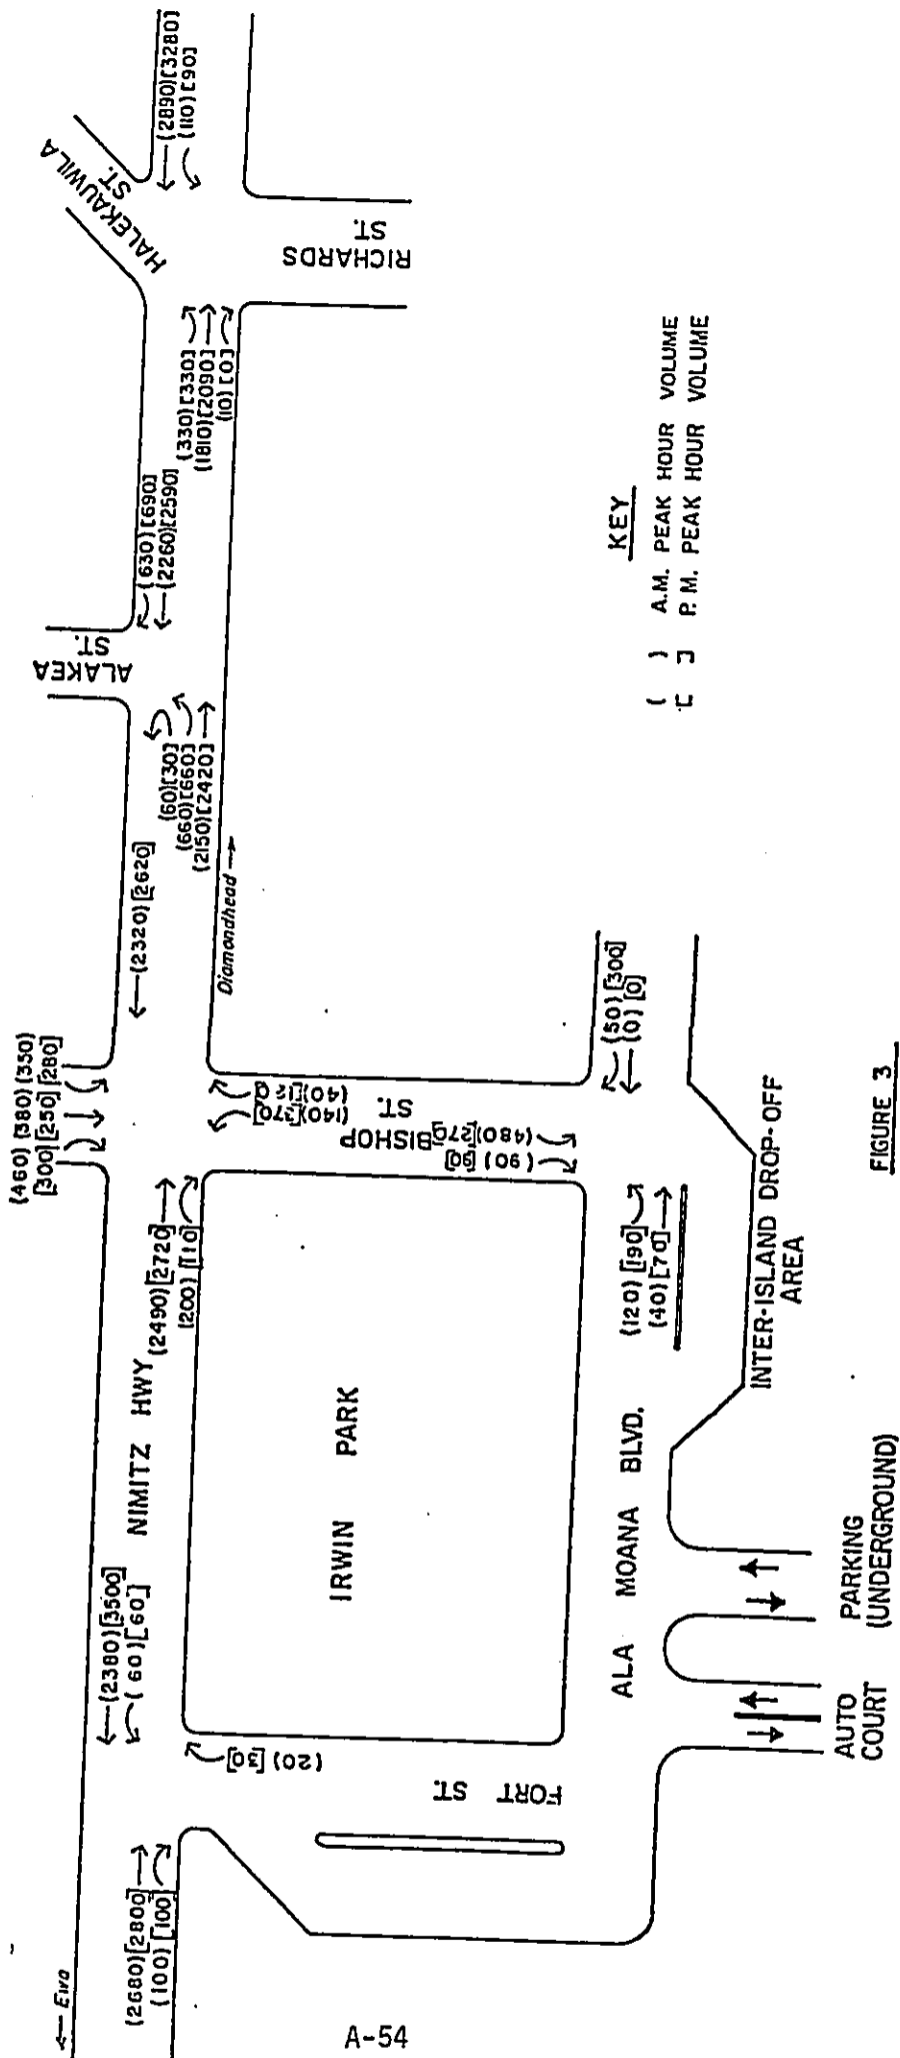 ← Ewa
(2680)[2800]
(100) [100]
(2380)[3500]
(60)[60]
NIMITZ HWY
(2490)[2720]
(200) [110]
(460) (380) (350)
[300] [250] [280]
(2320)[2620]
ALAKEA
ST.
(630)[690]
(2260)[2590]
(60)[30]
(660)[660]
(2150)[2420]
Diamondhead →
HALEKAUWILA
ST.
(2890)[3280]
(110)[90]
(330)[330]
(1810)[2090]
(10)[0]
RICHARDS
ST.
(20)[30]
FORT ST.
IRWIN PARK
(140)[370]
(40)[120]
BISHOP
ST.
(90)[90]
(480)[270]
(50)[300]
(0)[0]
(120)[190]
(40)[70]
ALA MOANA BLVD.
INTER-ISLAND DROP-OFF
AREA
AUTO
COURT
PARKING
(UNDERGROUND)
KEY
( ) A.M. PEAK HOUR VOLUME
[ ] P.M. PEAK HOUR VOLUME
FIGURE 3
A-54